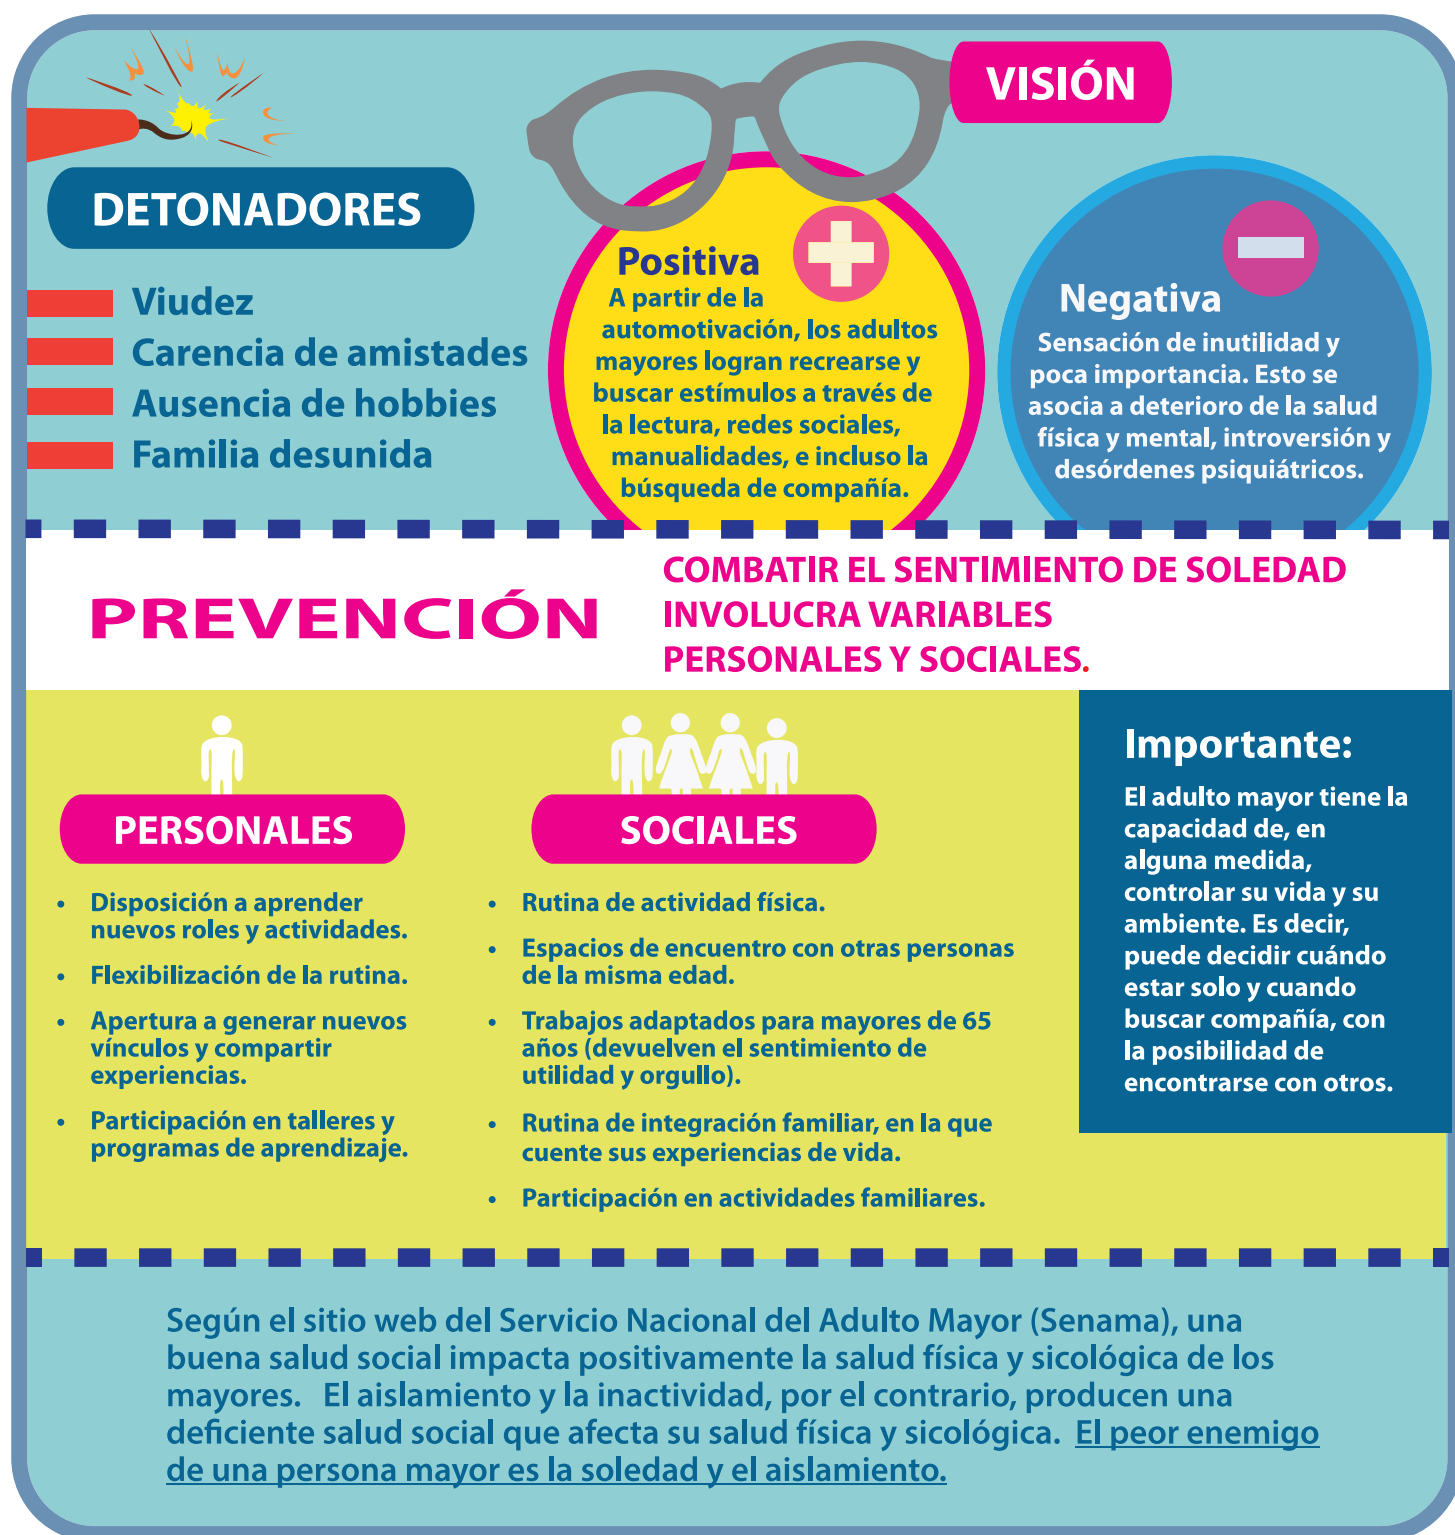 VISIÓN
DETONADORES
Viudez
Carencia de amistades
Ausencia de hobbies
Familia desunida
Positiva
A partir de la
automotivación, los adultos
mayores logran recrearse y
buscar estímulos a través de
la lectura, redes sociales,
manualidades, e incluso la
búsqueda de compañía.
Negativa
Sensación de inutilidad y
poca importancia. Esto se
asocia a deterioro de la salud
física y mental, introversión y
desórdenes psiquiátricos.
PREVENCIÓN
COMBATIR EL SENTIMIENTO DE SOLEDAD
INVOLUCRA VARIABLES
PERSONALES Y SOCIALES.
PERSONALES
• Disposición a aprender
nuevos roles y actividades.
• Flexibilización de la rutina.
• Apertura a generar nuevos
vínculos y compartir
experiencias.
• Participación en talleres y
programas de aprendizaje.
SOCIALES
• Rutina de actividad física.
• Espacios de encuentro con otras personas
de la misma edad.
• Trabajos adaptados para mayores de 65
años (devuelven el sentimiento de
utilidad y orgullo).
• Rutina de integración familiar, en la que
cuente sus experiencias de vida.
• Participación en actividades familiares.
Importante:
El adulto mayor tiene la
capacidad de, en
alguna medida,
controlar su vida y su
ambiente. Es decir,
puede decidir cuándo
estar solo y cuando
buscar compañía, con
la posibilidad de
encontrarse con otros.
Según el sitio web del Servicio Nacional del Adulto Mayor (Senama), una
buena salud social impacta positivamente la salud física y sicológica de los
mayores. El aislamiento y la inactividad, por el contrario, producen una
deficiente salud social que afecta su salud física y sicológica. El peor enemigo
de una persona mayor es la soledad y el aislamiento.